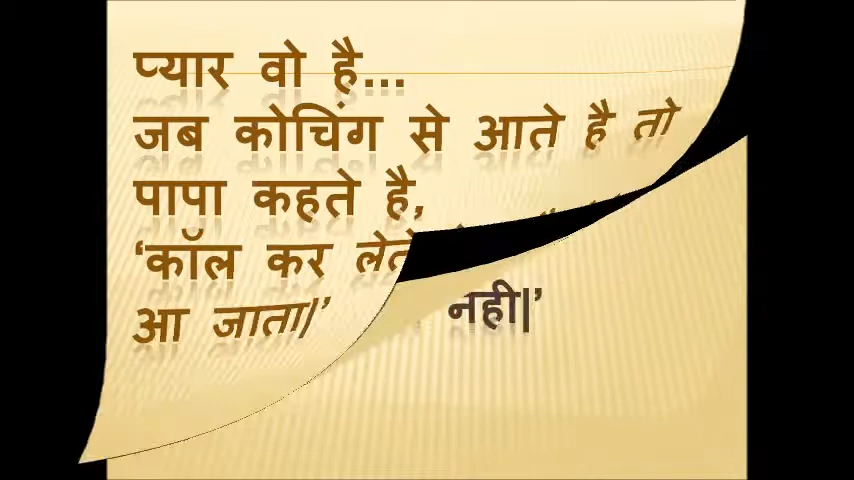 प्यार वो है...
जब कोचिंग से आते है तो
पापा कहते है,
‘कॉल कर लेते
आ जाता|’ नही|’